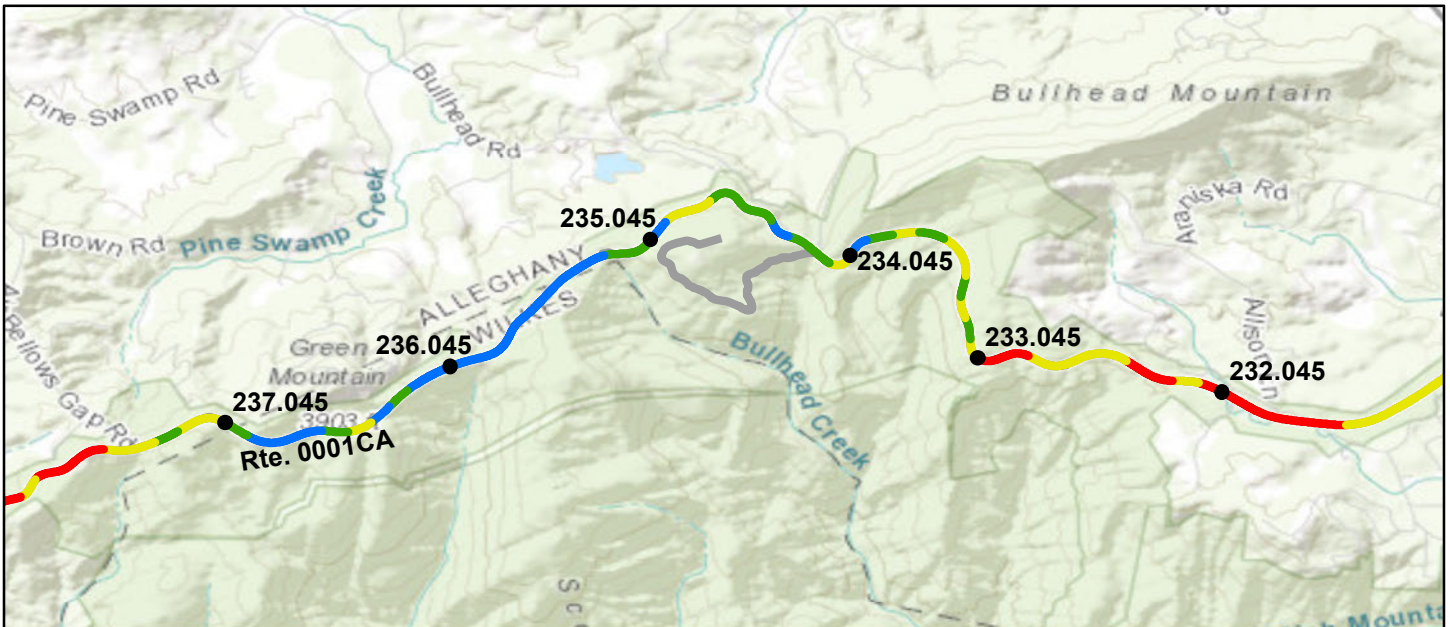 Pine Swamp Rd
Bullhead Rd
Bullhead Mountain
Araniska Rd
Pine Swamp Creek
Brown Rd
235.045
234.045
ALLEGHANY
WILKES
Bellows Gap Rd
Green
Mountain
3903
236.045
233.045
232.045
Bullhead Creek
237.045
Rte. 0001CA